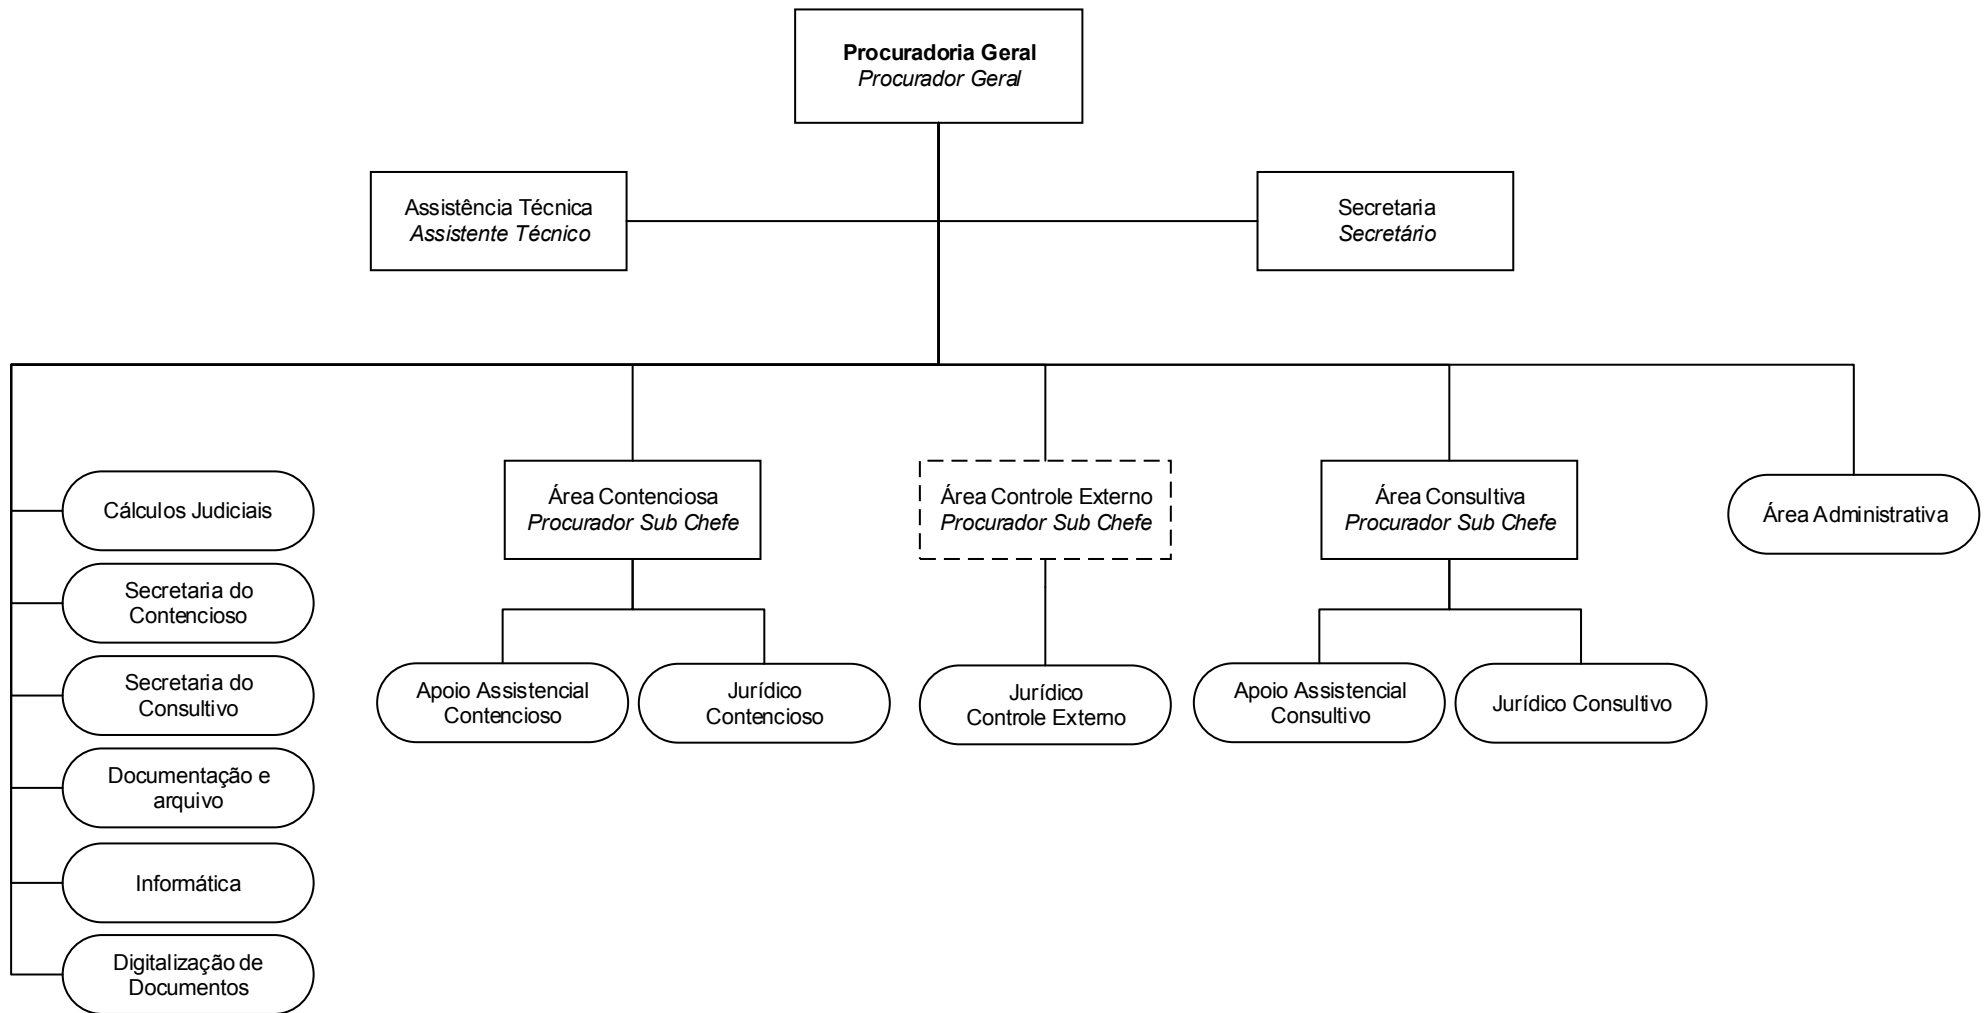 Procuradoria Geral
Procurador Geral
Assistência Técnica
Assistente Técnico
Secretaria
Secretário
Cálculos Judiciais
Secretaria do
Contencioso
Secretaria do
Consultivo
Documentação e
arquivo
Informática
Digitalização de
Documentos
Área Contenciosa
Procurador Sub Chefe
Apoio Assistencial
Contencioso
Jurídico
Contencioso
Área Controle Externo
Procurador Sub Chefe
Jurídico
Controle Externo
Área Consultiva
Procurador Sub Chefe
Apoio Assistencial
Consultivo
Jurídico Consultivo
Área Administrativa